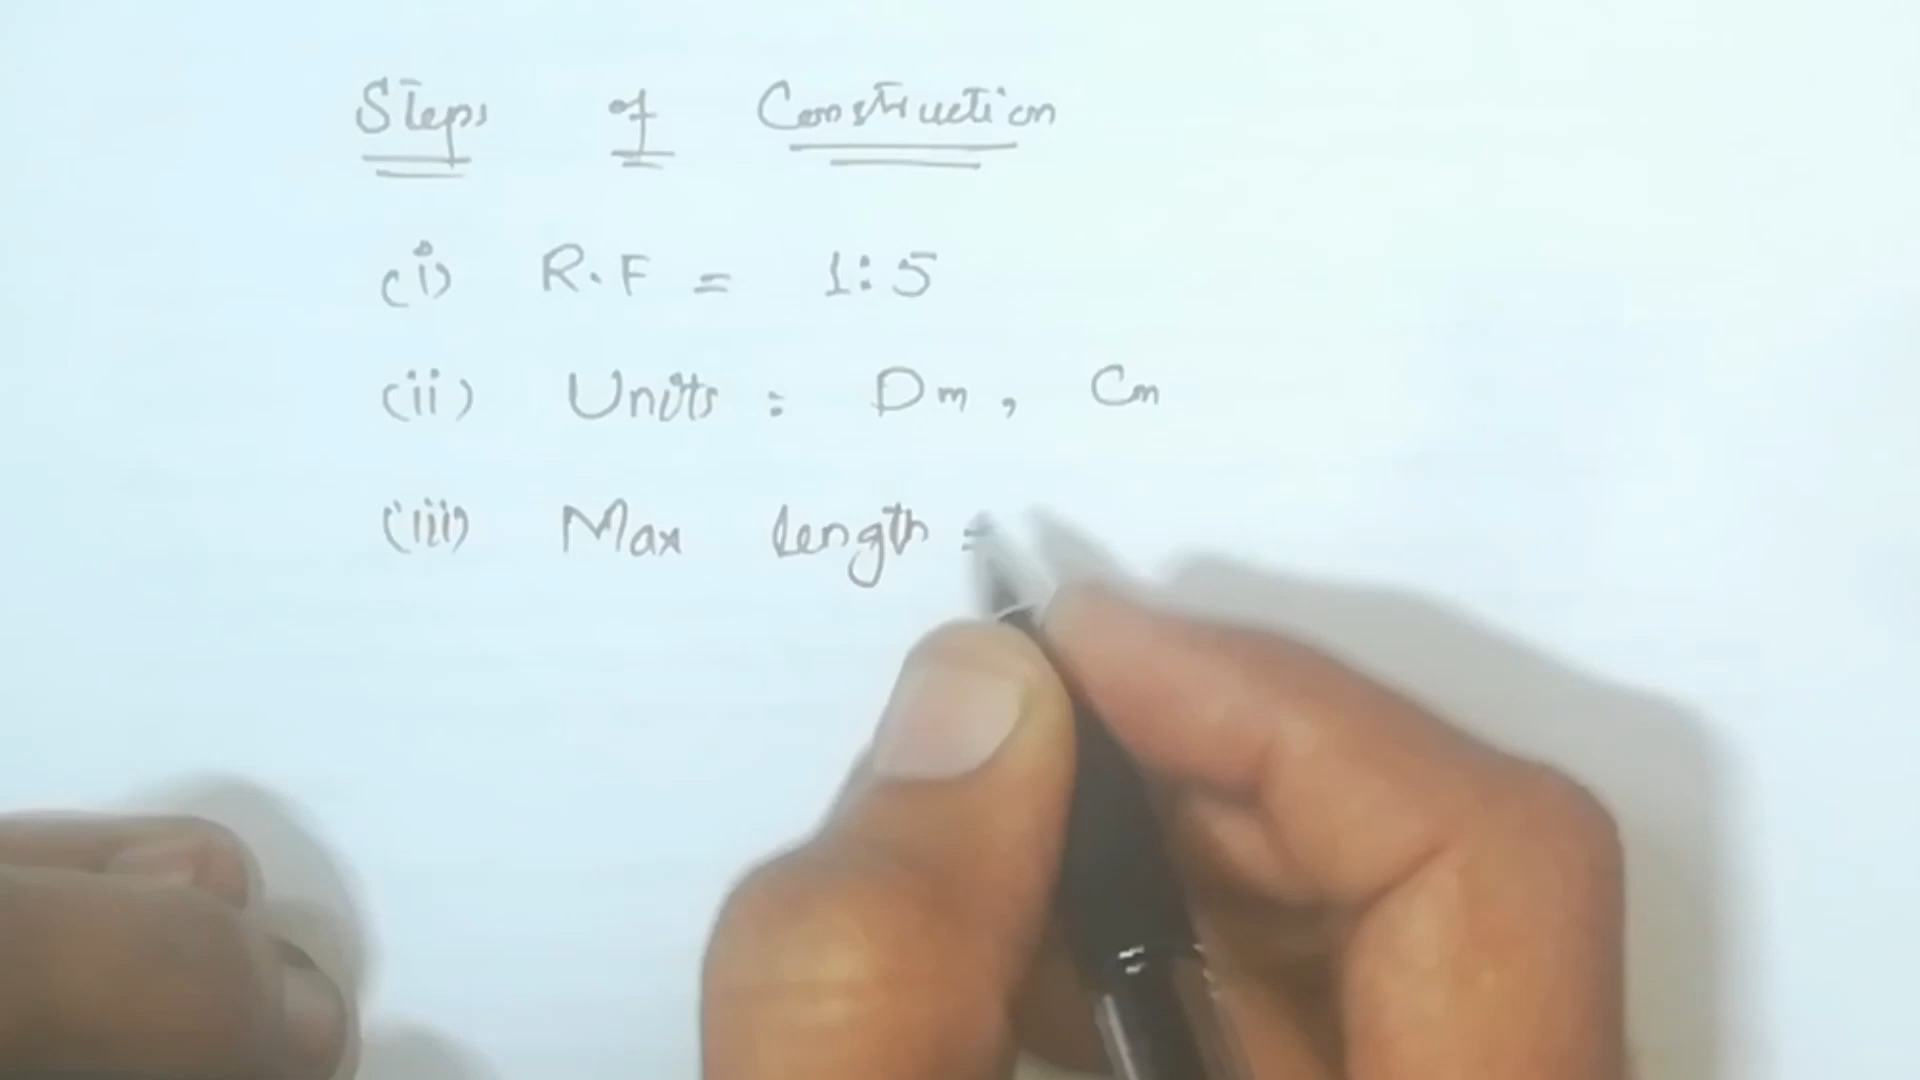 Steps of Construction
(i) R.F = 1:5
(ii) Units : Dm, Cm
(iii) Max length =